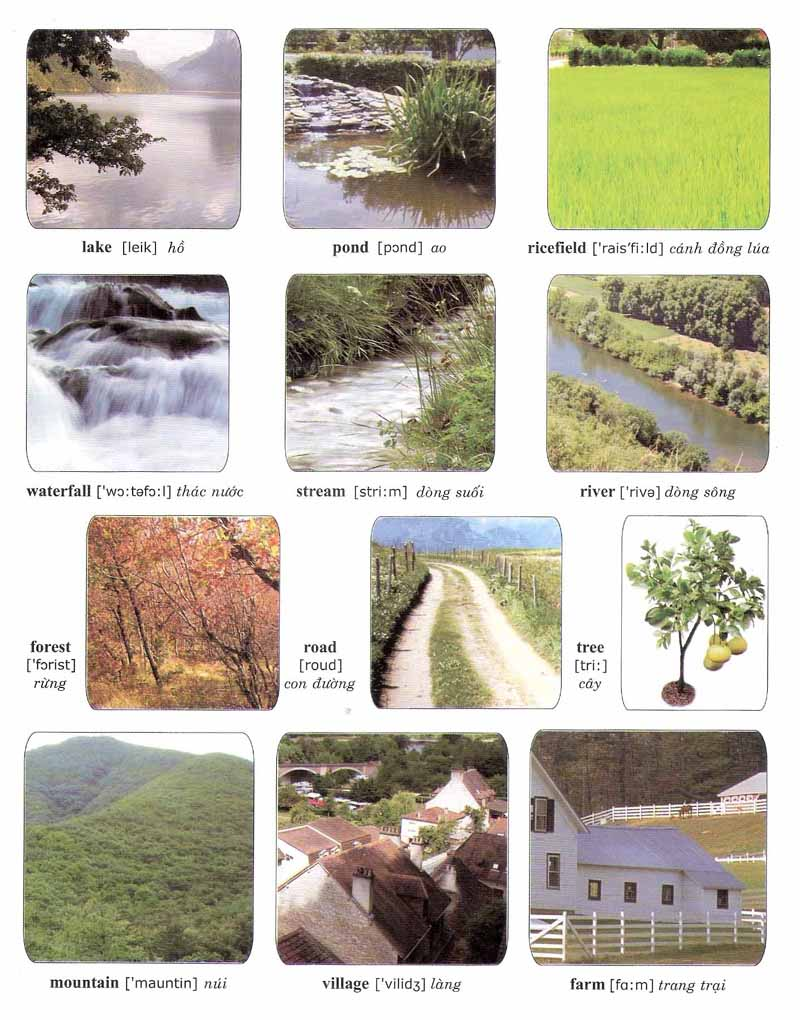 lake [leik] hồ
pond [pɔnd] ao
ricefield ['rais'fi:ld] cánh đồng lúa
waterfall ['wɔ:təfɔ:l] thác nước
stream [stri:m] dòng suối
river ['rivə] dòng sông
forest
['fɔrist]
rừng
road
[roud]
con đường
tree
[tri:]
cây
mountain ['mauntin] núi
village ['vilidʒ] làng
farm [fɑ:m] trang trại